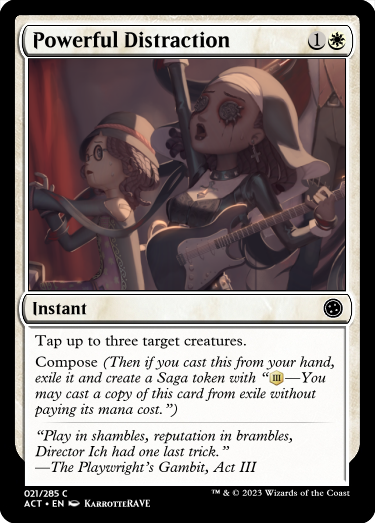 Powerful Distraction 1
Instant
Tap up to three target creatures.
Compose (Then if you cast this from your hand,
exile it and create a Saga token with “III—You
may cast a copy of this card from exile without
paying its mana cost.”)
“Play in shambles, reputation in brambles,
Director Ich had one last trick.”
—The Playwright's Gambit, Act III
021/285 C
ACT • EN KarrotteRAVE
™ & © 2023 Wizards of the Coast